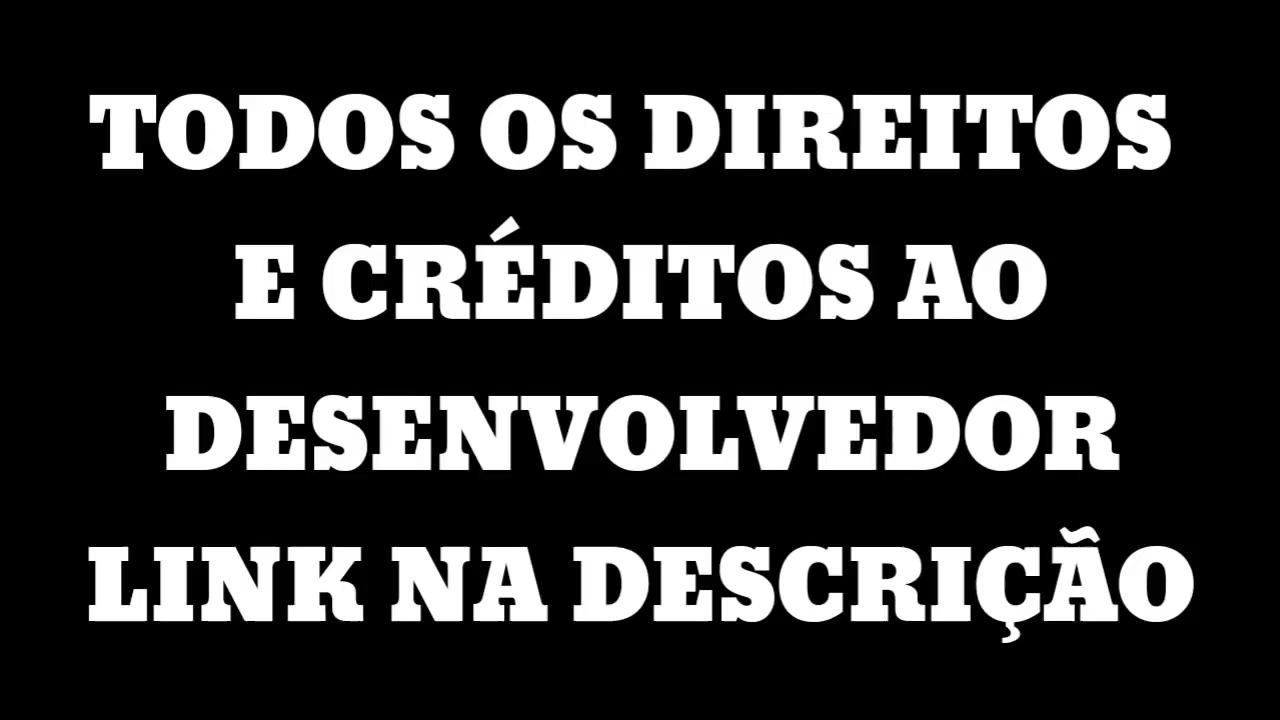 TODOS OS DIREITOS
E CRÉDITOS AO
DESENVOLVEDOR
LINK NA DESCRIÇÃO